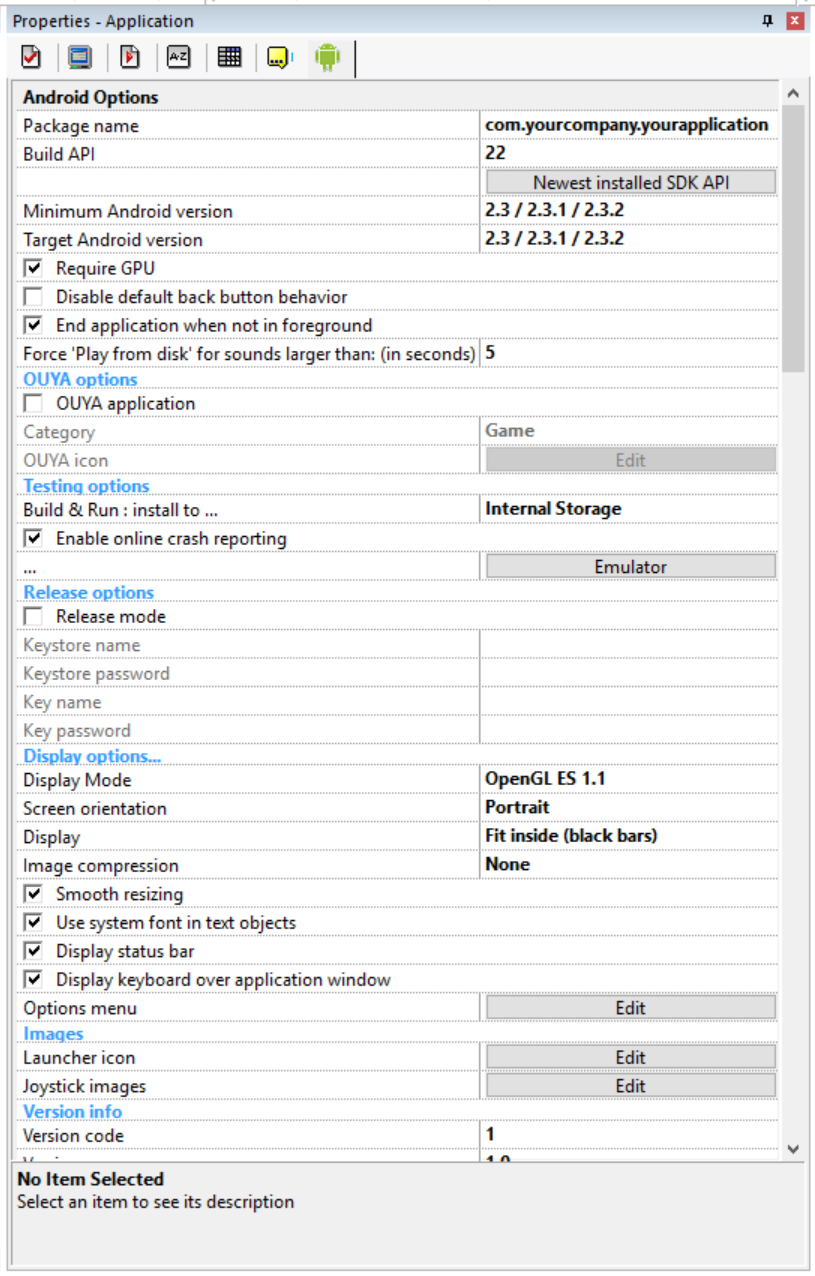 Properties - Application
A-Z
Android Options
Package name com.yourcompany.yourapplication
Build API 22
Newest installed SDK API
Minimum Android version 2.3 / 2.3.1 / 2.3.2
Target Android version 2.3 / 2.3.1 / 2.3.2
Require GPU
Disable default back button behavior
End application when not in foreground
Force 'Play from disk' for sounds larger than: (in seconds) 5
OUYA options
OUYA application
Category Game
OUYA icon Edit
Testing options
Build & Run : install to ... Internal Storage
Enable online crash reporting
... Emulator
Release options
Release mode
Keystore name
Keystore password
Key name
Key password
Display options...
Display Mode OpenGL ES 1.1
Screen orientation Portrait
Display Fit inside (black bars)
Image compression None
Smooth resizing
Use system font in text objects
Display status bar
Display keyboard over application window
Options menu Edit
Images
Launcher icon Edit
Joystick images Edit
Version info
Version code 1
No Item Selected
Select an item to see its description